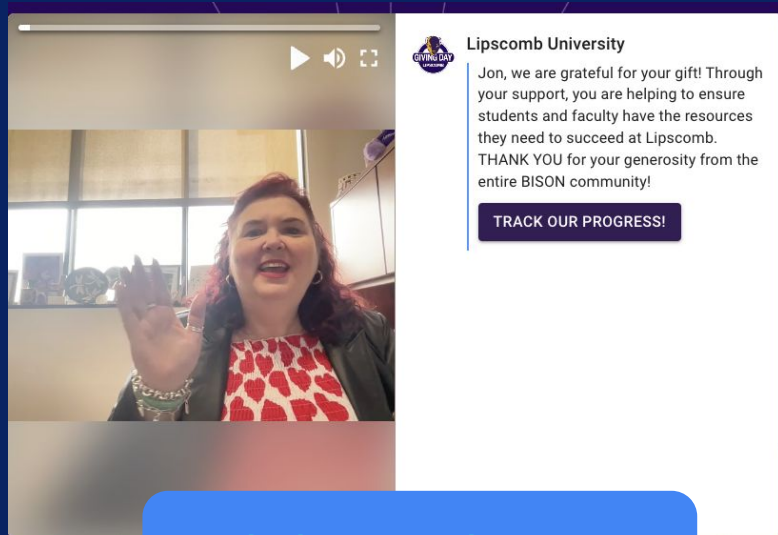 GIVING DAY
LIPSCOMB
Lipscomb University
Jon, we are grateful for your gift! Through
your support, you are helping to ensure
students and faculty have the resources
they need to succeed at Lipscomb.
THANK YOU for your generosity from the
entire BISON community!
TRACK OUR PROGRESS!